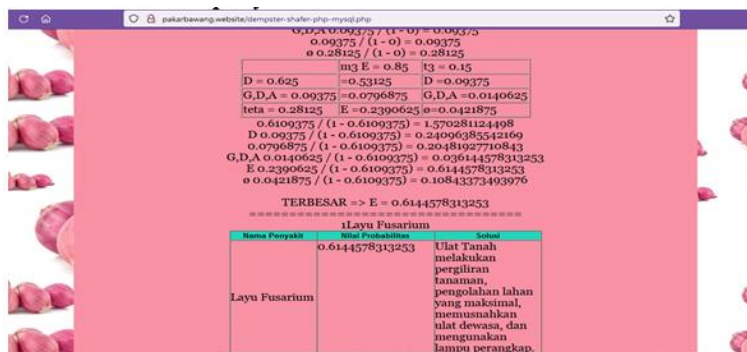 pakarbawang.website/dempster-shafer-php-mysql.php
G,D,A 0.09375 / (1 - 0) = 0.09375
0.09375 / (1 - 0) = 0.09375
ø 0.28125 / (1 - 0) = 0.28125
m3 E = 0.85 t3 = 0.15
D = 0.625 =0.53125 D =0.09375
G,D,A = 0.09375 =0.0796875 G,D,A =0.0140625
teta = 0.28125 E =0.2390625 ø=0.0421875
0.6109375 / (1 - 0.6109375) = 1.570281124498
D 0.09375 / (1 - 0.6109375) = 0.24096385542169
0.0796875 / (1 - 0.6109375) = 0.20481927710843
G,D,A 0.0140625 / (1 - 0.6109375) = 0.036144578313253
E 0.2390625 / (1 - 0.6109375) = 0.6144578313253
ø 0.0421875 / (1 - 0.6109375) = 0.10843373493976
TERBESAR => E = 0.6144578313253
==================================
1Layu Fusarium
Nama Penyakit Nilai Probabilitas Solusi
Layu Fusarium 0.6144578313253 Ulat Tanah
melakukan
pergiliran
tanaman,
pengolahan lahan
yang maksimal,
memusnahkan
ulat dewasa, dan
mengunakan
lampu perangkap.